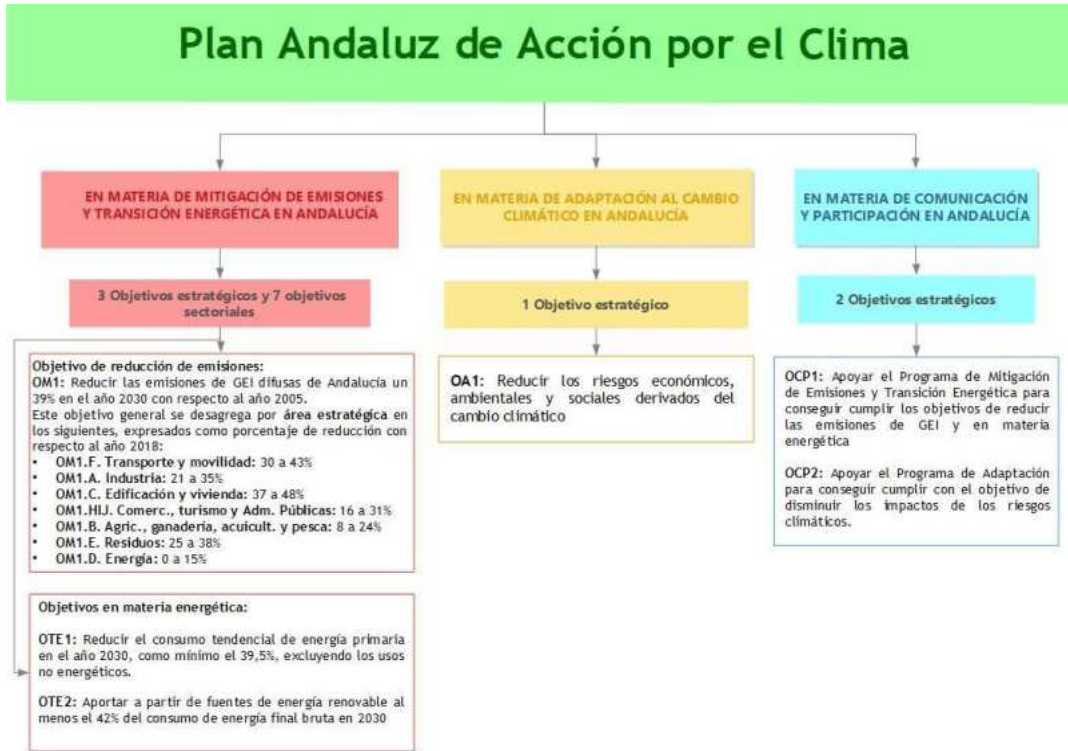 Plan Andaluz de Acción por el Clima
EN MATERIA DE MITIGACIÓN DE EMISIONES
Y TRANSICIÓN ENERGÉTICA EN ANDALUCÍA
3 Objetivos estratégicos y 7 objetivos
sectoriales
Objetivo de reducción de emisiones:
OM1: Reducir las emisiones de GEI difusas de Andalucía un
39% en el año 2030 con respecto al año 2005.
Este objetivo general se desagrega por área estratégica en
los siguientes, expresados como porcentaje de reducción con
respecto al año 2018:
• OM1.F. Transporte y movilidad: 30 a 43%
• OM1.A. Industria: 21 a 35%
• OM1.C. Edificación y vivienda: 37 a 48%
• OM1.HIJ. Comerc., turismo y Adm. Públicas: 16 a 31%
• OM1.B. Agric., ganadería, acuicult. y pesca: 8 a 24%
• OM1.E. Residuos: 25 a 38%
• OM1.D. Energía: 0 a 15%
Objetivos en materia energética:
OTE1: Reducir el consumo tendencial de energía primaria
en el año 2030, como mínimo el 39,5%, excluyendo los usos
no energéticos.
OTE2: Aportar a partir de fuentes de energía renovable al
menos el 42% del consumo de energía final bruta en 2030
EN MATERIA DE ADAPTACIÓN AL CAMBIO
CLIMÁTICO EN ANDALUCÍA
1 Objetivo estratégico
OA1: Reducir los riesgos económicos,
ambientales y sociales derivados del
cambio climático
EN MATERIA DE COMUNICACIÓN
Y PARTICIPACIÓN EN ANDALUCÍA
2 Objetivos estratégicos
OCP1: Apoyar el Programa de Mitigación
de Emisiones y Transición Energética para
conseguir cumplir los objetivos de reducir
las emisiones de GEI y en materia
energética
OCP2: Apoyar el Programa de Adaptación
para conseguir cumplir con el objetivo de
disminuir los impactos de los riesgos
climáticos.